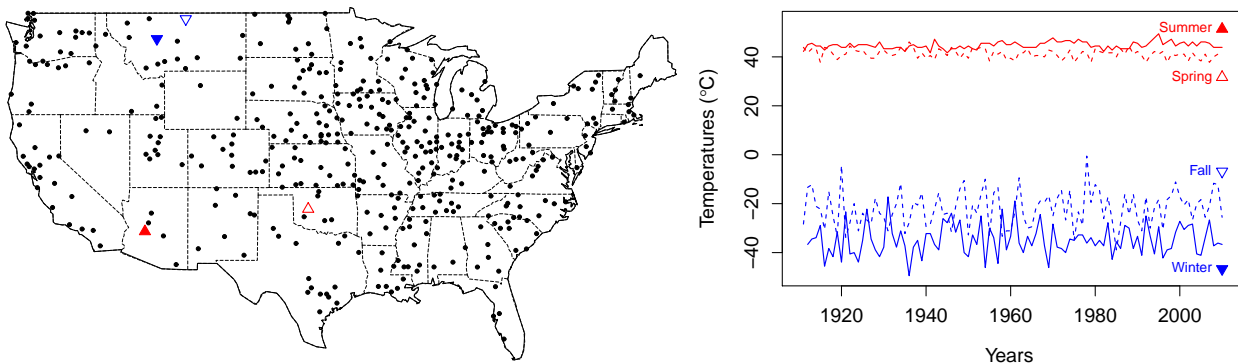 Summer
Spring
Fall
Winter
40
20
0
−20
−40
Temperatures (°C)
1920
1940
1960
1980
2000
Years